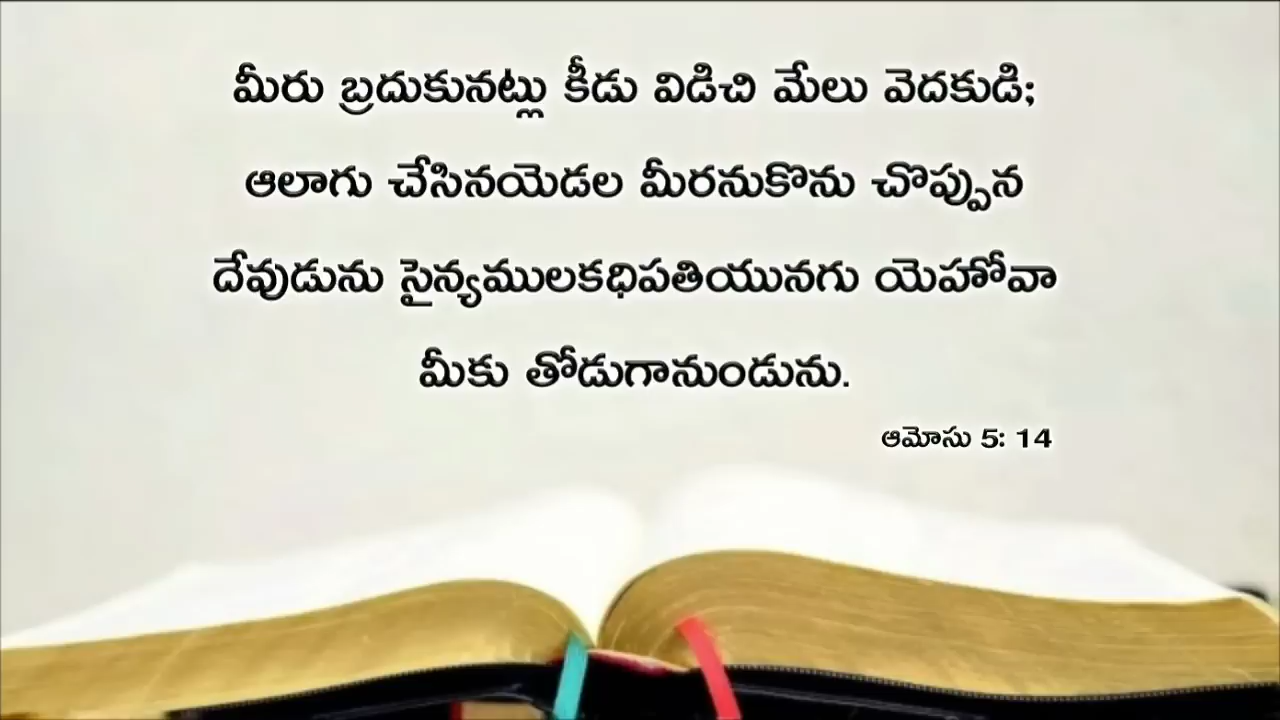 మీరు బ్రదుకునట్లు కీడు విడిచి మేలు వెదకుడి;
ఆలాగు చేసినయెడల మీరనుకొను చొప్పున
దేవుడును సైన్యములకధిపతియునగు యెహోవా
మీకు తోడుగానుండును.
ఆమోసు 5: 14